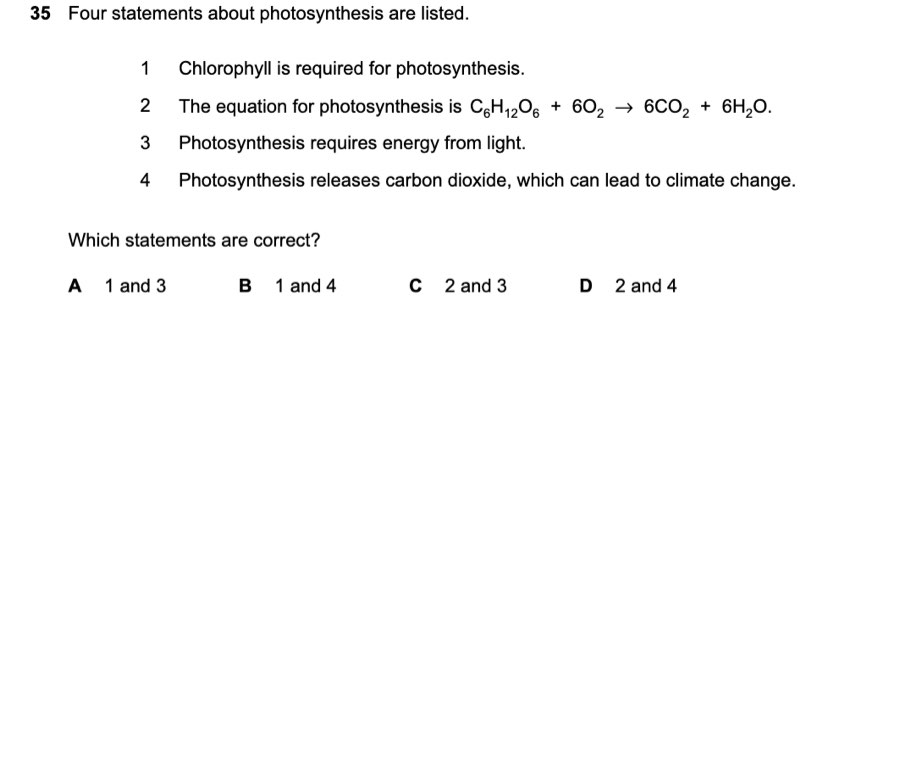 35 Four statements about photosynthesis are listed.
1 Chlorophyll is required for photosynthesis.
2 The equation for photosynthesis is C₆H₁₂O₆ + 6O₂ → 6CO₂ + 6H₂O.
3 Photosynthesis requires energy from light.
4 Photosynthesis releases carbon dioxide, which can lead to climate change.
Which statements are correct?
A 1 and 3 B 1 and 4 C 2 and 3 D 2 and 4